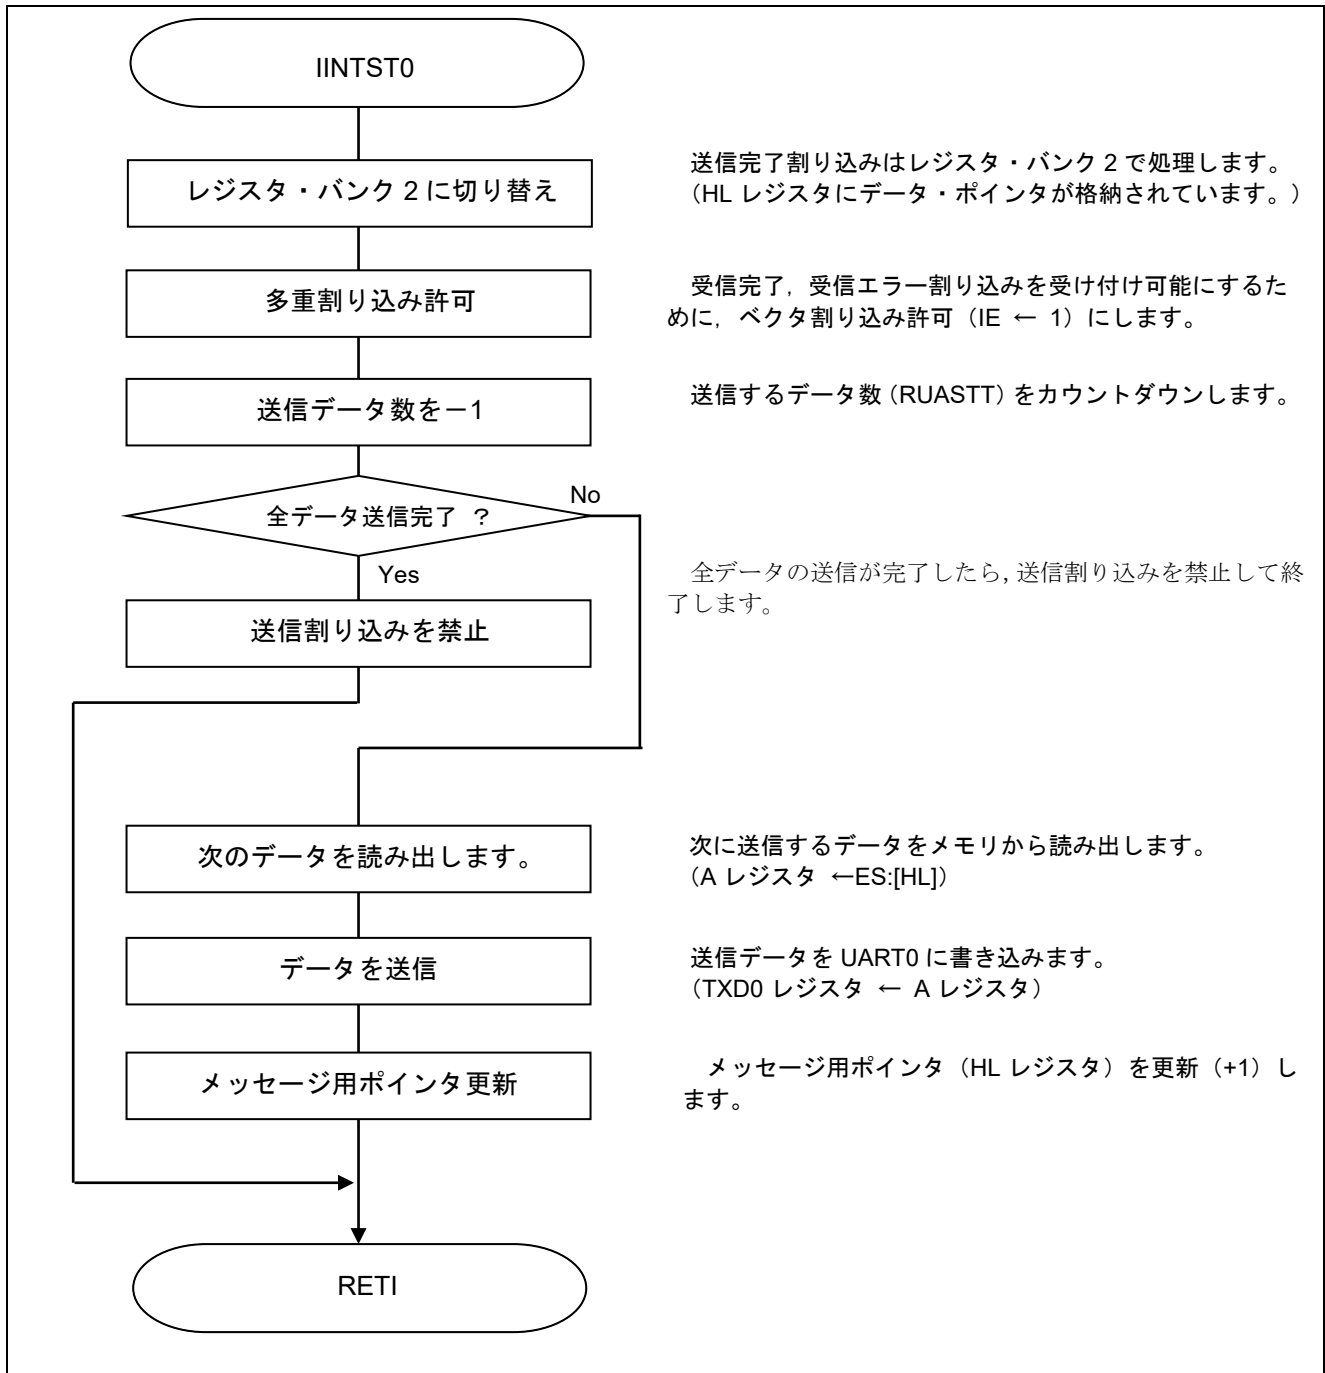 IINTST0
レジスタ・バンク 2 に切り替え
送信完了割り込みはレジスタ・バンク 2 で処理します。
（HL レジスタにデータ・ポインタが格納されています。）
多重割り込み許可
受信完了，受信エラー割り込みを受け付け可能にするた
めに，ベクタ割り込み許可（IE ← 1）にします。
送信データ数を－1
送信するデータ数（RUASTT）をカウントダウンします。
全データ送信完了 ？
No
Yes
全データの送信が完了したら，送信割り込みを禁止して終
了します。
送信割り込みを禁止
次のデータを読み出します。
次に送信するデータをメモリから読み出します。
（A レジスタ ←ES:[HL]）
データを送信
送信データを UART0 に書き込みます。
（TXD0 レジスタ ← A レジスタ）
メッセージ用ポインタ更新
メッセージ用ポインタ（HL レジスタ）を更新（+1）し
ます。
RETI